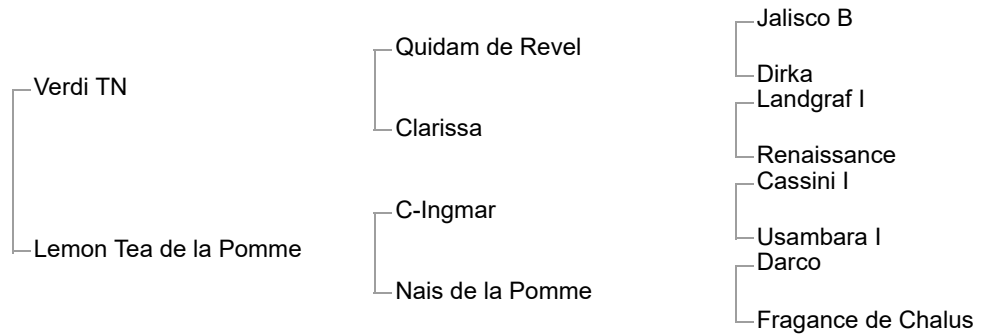 Jalisco B
Quidam de Revel
Dirka
Verdi TN
Landgraf I
Clarissa
Renaissance
Cassini I
C-Ingmar
Usambara I
Lemon Tea de la Pomme
Darco
Nais de la Pomme
Fragance de Chalus